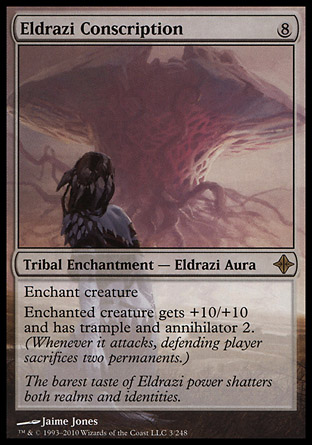 Eldrazi Conscription 8
Tribal Enchantment — Eldrazi Aura
Enchant creature
Enchanted creature gets +10/+10
and has trample and annihilator 2.
(Whenever it attacks, defending player
sacrifices two permanents.)
The barest taste of Eldrazi power shatters
both realms and identities.
Jaime Jones
™ & © 1993-2010 Wizards of the Coast LLC 3/248